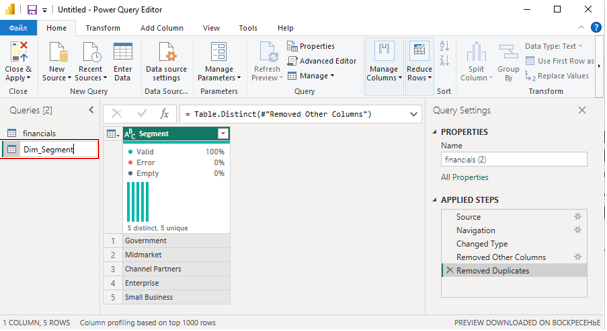 Untitled - Power Query Editor
Файл Home Transform Add Column View Tools Help
Close & Apply
New Source
Recent Sources
Enter Data
Data source settings
Manage Parameters
Refresh Preview
Properties
Advanced Editor
Manage
Manage Columns
Reduce Rows
Split Column
Group By
Data Type: Text
Use First Row as
Replace Values
Close New Query Data Sourc... Parameters Query Sort Transform
Queries [2]
financials
Dim_Segment
= Table.Distinct(#"Removed Other Columns")
ABC Segment
Valid 100%
Error 0%
Empty 0%
5 distinct, 5 unique
1 Government
2 Midmarket
3 Channel Partners
4 Enterprise
5 Small Business
Query Settings
PROPERTIES
Name
financials (2)
All Properties
APPLIED STEPS
Source
Navigation
Changed Type
Removed Other Columns
Removed Duplicates
1 COLUMN, 5 ROWS Column profiling based on top 1000 rows PREVIEW DOWNLOADED ON ВОСКРЕСЕНЬЕ